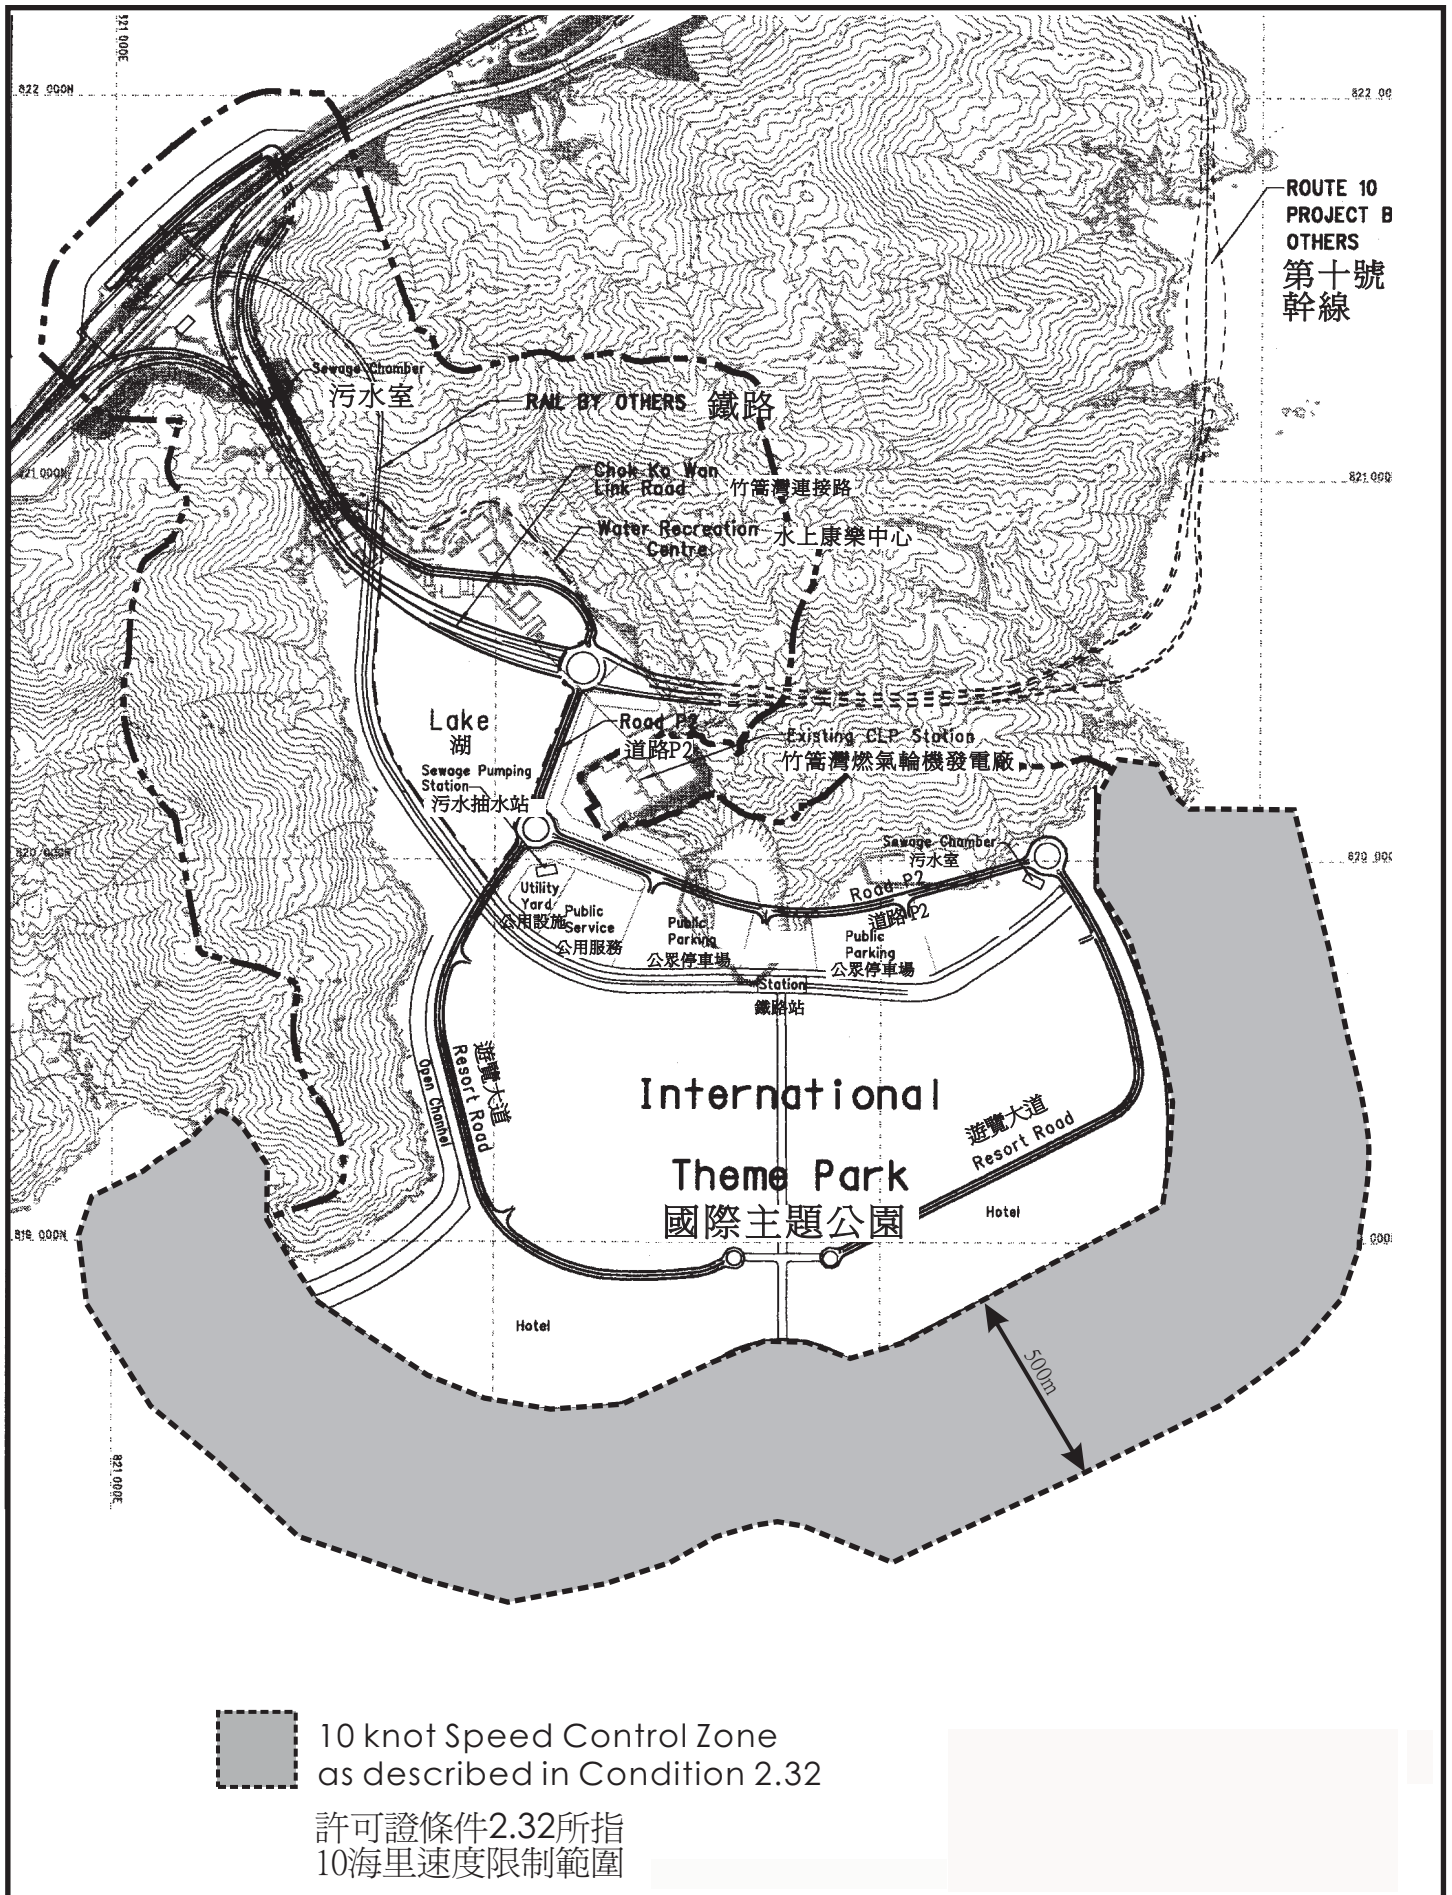 821 000E
822 000N
822 00
ROUTE 10
PROJECT B
OTHERS
第十號
幹線
Sewage Chamber
污水室
RAIL BY OTHERS 鐵路
821 000N
821 000
Chok Ko Wan
Link Road 竹篙灣連接路
Water Recreation
Centre
水上康樂中心
Lake
湖
Road P2
道路P2
Existing CLP Station
竹篙灣燃氣輪機發電廠
Sewage Pumping
Station
污水抽水站
820 000N
820 00
Sewage Chamber
污水室
Road P2
道路P2
Utility
Yard
公用設施
Public
Service
公用服務
Public
Parking
公眾停車場
Public
Parking
公眾停車場
Station
鐵路站
遊覽大道
Resort Road
Open Channel
International
Theme Park
國際主題公園
遊覽大道
Resort Road
Hotel
819 000N
000
Hotel
500m
821 000E
10 knot Speed Control Zone
as described in Condition 2.32
許可證條件2.32所指
10海里速度限制範圍